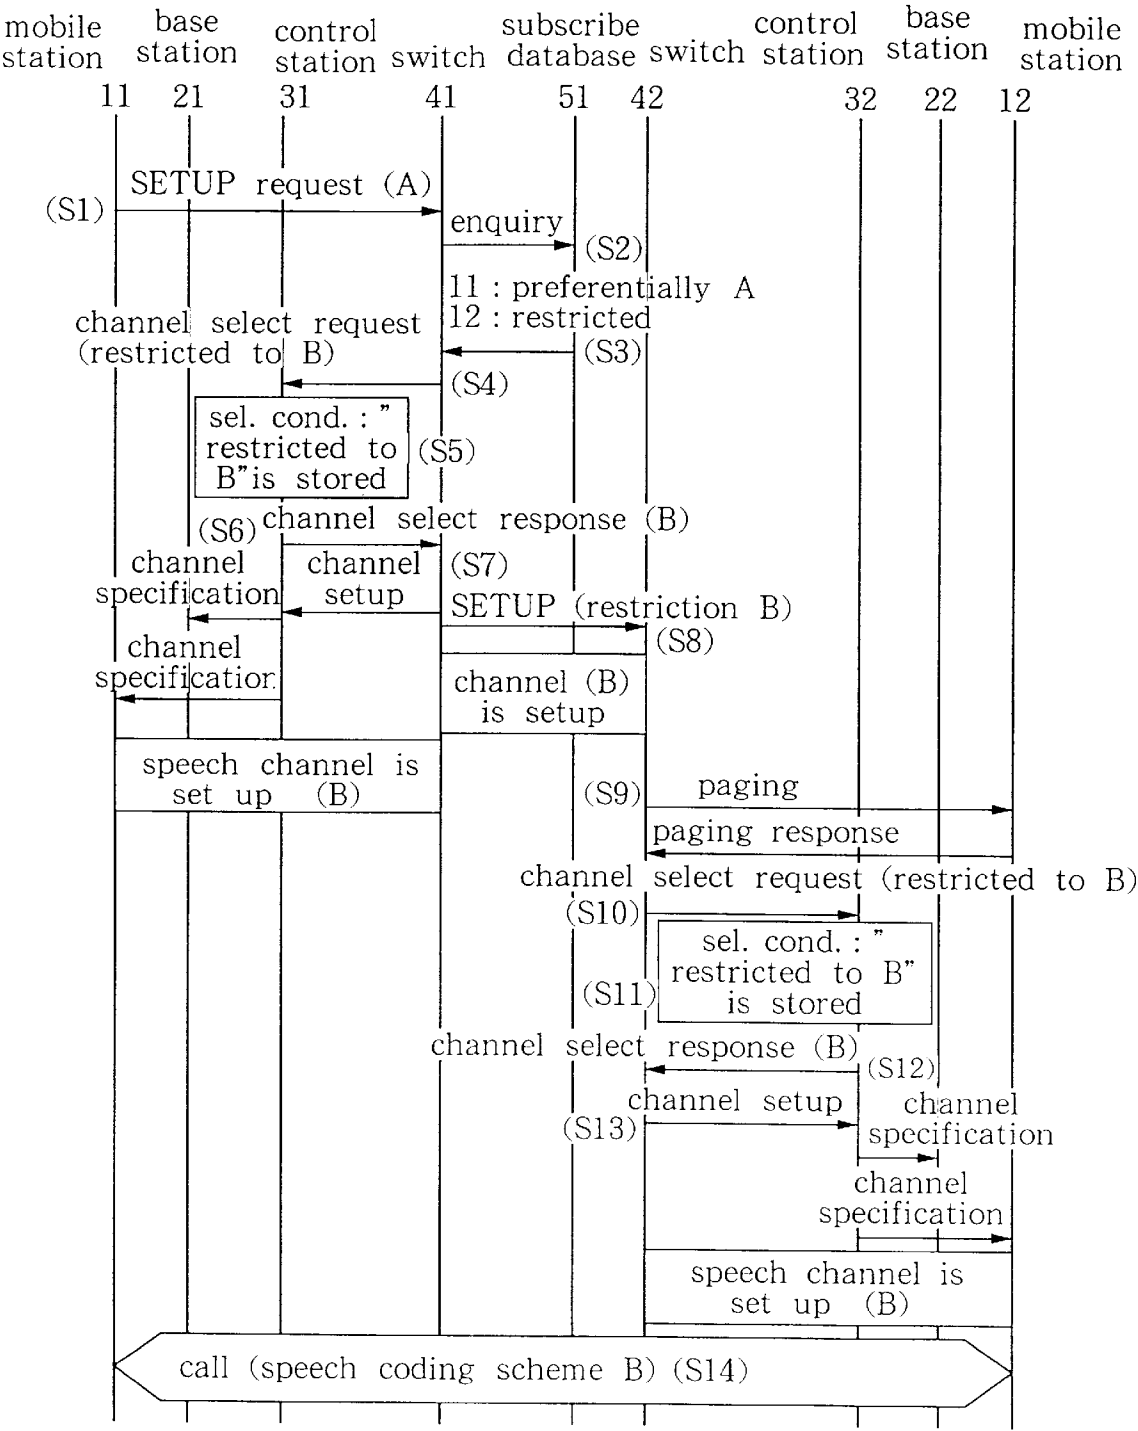 mobile station
base station
control station
switch
subscribe database
switch
control station
base station
mobile station
11 21 31 41 51 42 32 22 12
SETUP request (A)
(S1)
enquiry
(S2)
11 : preferentially A
12 : restricted
channel select request
(restricted to B)
(S3)
(S4)
sel. cond. : ”
restricted to
B”is stored
(S5)
(S6)
channel select response (B)
channel
specification
channel
setup
(S7)
SETUP (restriction B)
(S8)
channel
specification
channel (B)
is setup
speech channel is
set up (B)
(S9)
paging
paging response
channel select request (restricted to B)
(S10)
sel. cond. : ”
restricted to B”
is stored
(S11)
channel select response (B)
(S12)
channel setup
(S13)
channel
specification
channel
specification
speech channel is
set up (B)
call (speech coding scheme B) (S14)